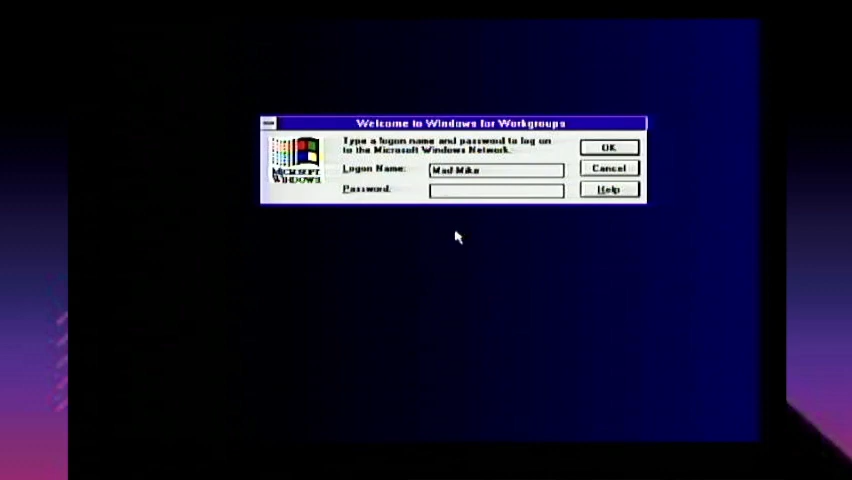 Welcome to Windows for Workgroups
Type a logon name and password to log on
to the Microsoft Windows Network.
OK
Logon Name: Mad Mike
Cancel
Password:
Help
MICROSOFT
WINDOWS